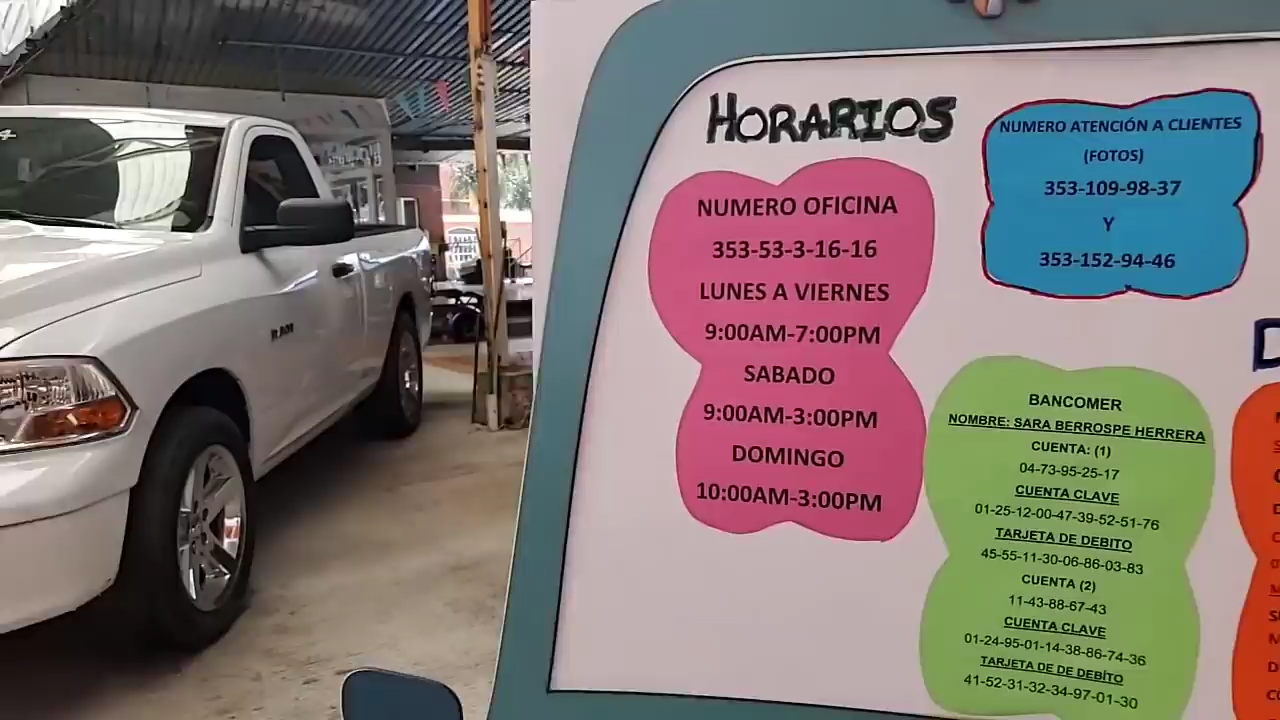 HORARIOS
NUMERO OFICINA
353-53-3-16-16
LUNES A VIERNES
9:00AM-7:00PM
SABADO
9:00AM-3:00PM
DOMINGO
10:00AM-3:00PM
NUMERO ATENCIÓN A CLIENTES
(FOTOS)
353-109-98-37
Y
353-152-94-46
BANCOMER
NOMBRE: SARA BERROSPE HERRERA
CUENTA: (1)
04-73-95-25-17
CUENTA CLAVE
01-25-12-00-47-39-52-51-76
TARJETA DE DEBITO
45-55-11-30-06-86-03-83
CUENTA (2)
11-43-88-67-43
CUENTA CLAVE
01-24-95-01-14-38-86-74-36
TARJETA DE DE DEBÍTO
41-52-31-32-34-97-01-30
RAM